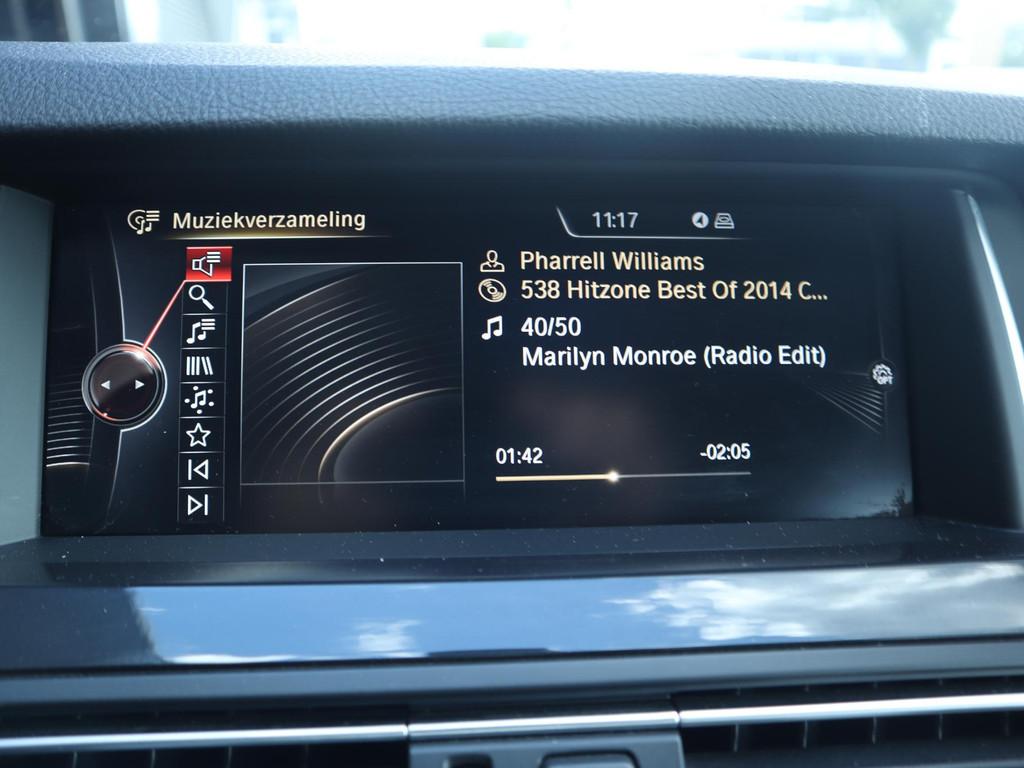 Muziekverzameling
11:17
Pharrell Williams
538 Hitzone Best Of 2014 C...
40/50
Marilyn Monroe (Radio Edit)
OPT
01:42
-02:05